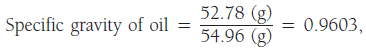 Specific gravity of oil = 52.78 (g) / 54.96 (g) = 0.9603,